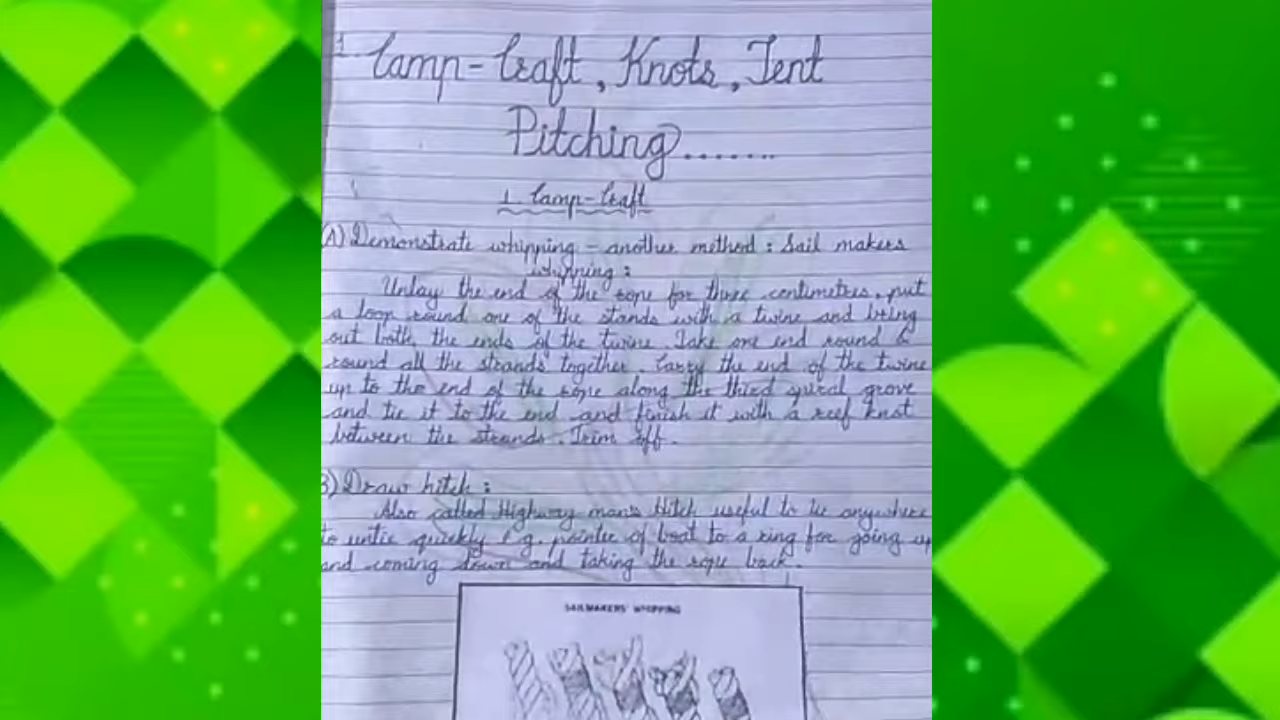 1. Camp-Craft, Knots, Tent
Pitching.......
1. Camp-Craft
A) Demonstrate whipping - another method : Sail makers
whipping :
Unlay the end of the rope for three centimetres, put
a loop round one of the stands with a twine and bring
out both the ends of the twine. Take one end round &
round all the strands together. Carry the end of the twine
up to the end of the rope along the third spiral grove
and tie it to the end and finish it with a reef knot
between the strands. Trim off.
B) Draw hitch :
Also called Highway man's Hitch useful to tie anywhere
to untie quickly e.g. pointer of boat to a ring for going up
and coming down and taking the rope back.
SAILMAKERS' WHIPPING